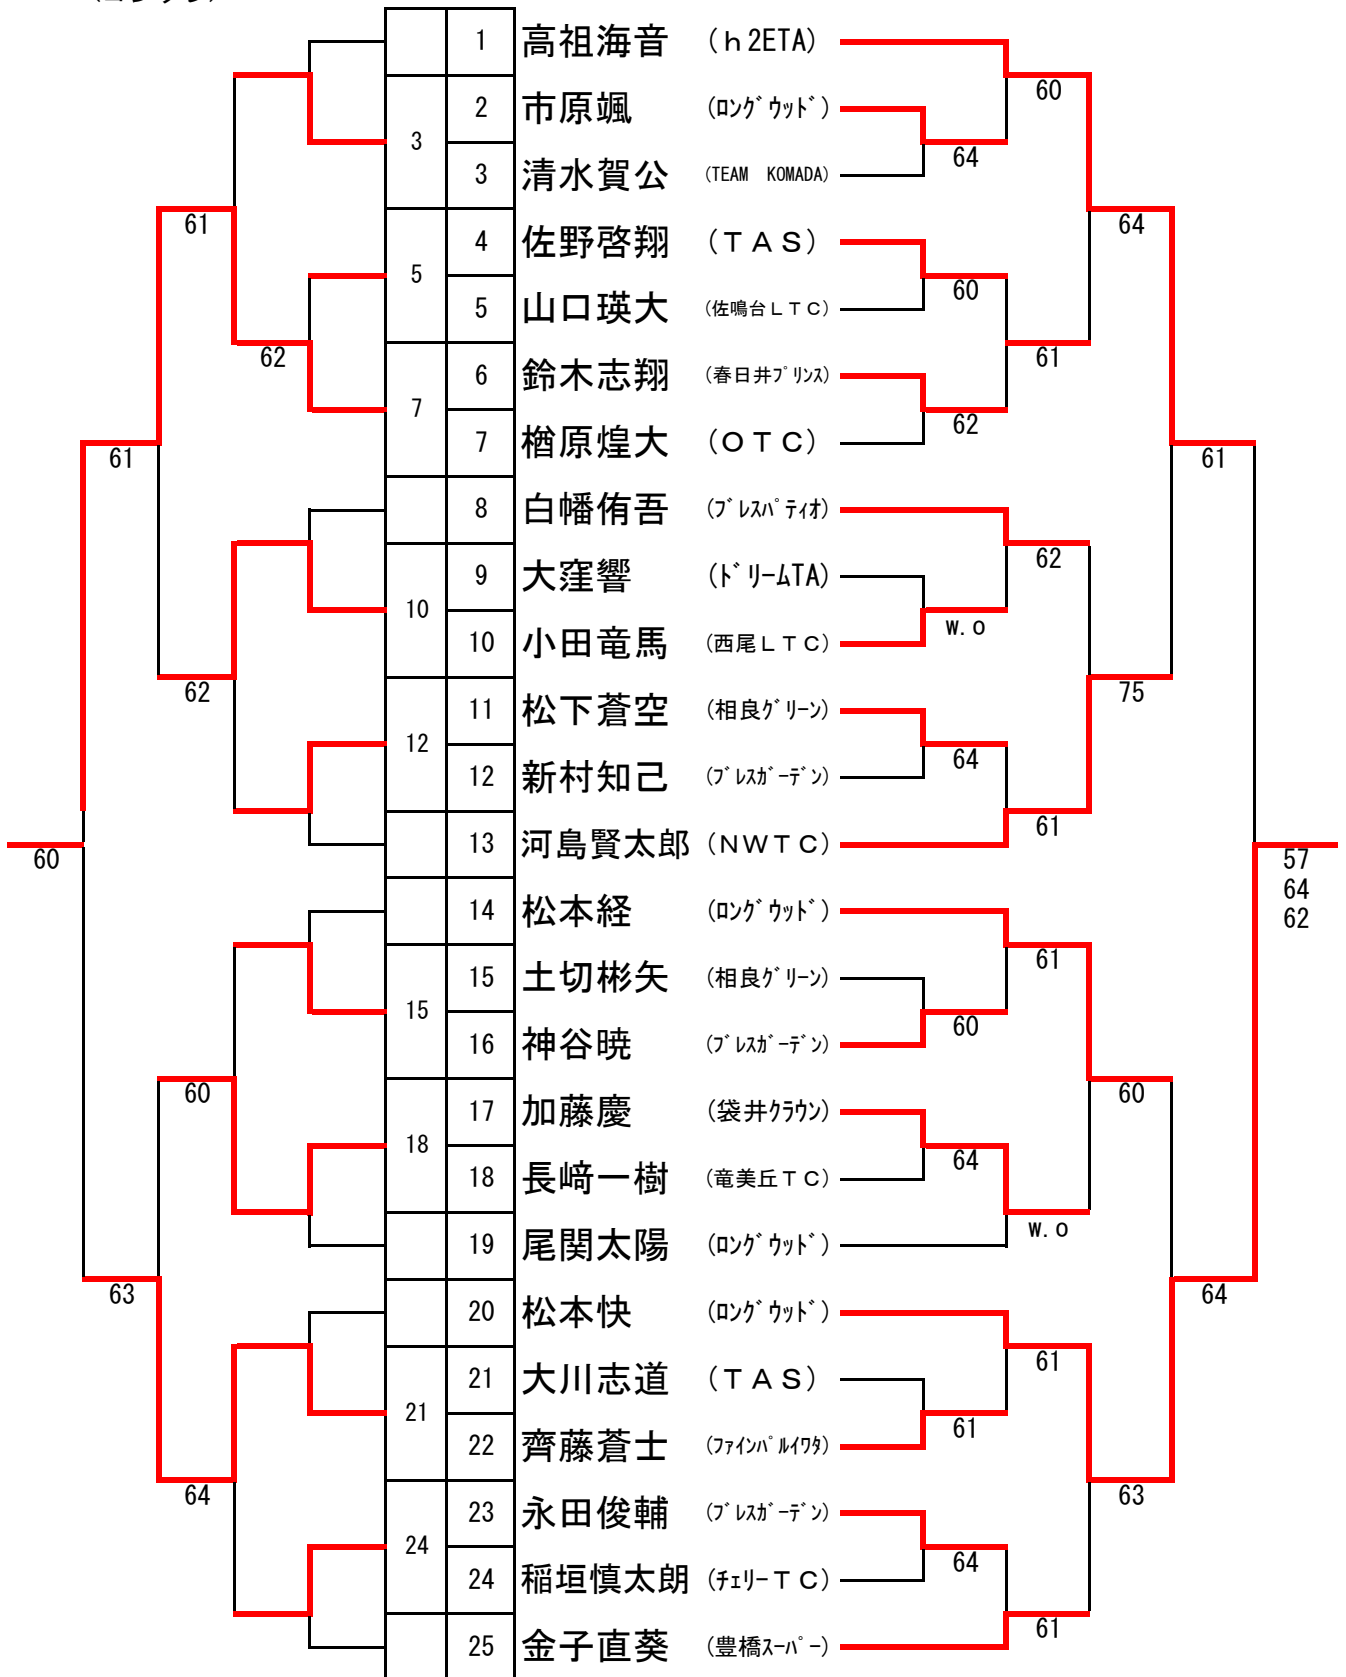 1 高祖海音 (ｈ2ETA)
60
2 市原颯 (ﾛﾝｸﾞｳｯﾄﾞ)
3
64
3 清水賀公 (TEAM KOMADA)
61
64
4 佐野啓翔 (ＴＡＳ)
5
60
5 山口瑛大 (佐鳴台ＬＴＣ)
62
61
6 鈴木志翔 (春日井ﾌﾟﾘﾝｽ)
7
62
7 楢原煌大 (ＯＴＣ)
61
61
8 白幡侑吾 (ﾌﾞﾚｽﾊﾟﾃｨｵ)
62
9 大窪響 (ﾄﾞﾘｰﾑTA)
10
w.o
10 小田竜馬 (西尾ＬＴＣ)
62
75
11 松下蒼空 (相良ｸﾞﾘｰﾝ)
12
64
12 新村知己 (ﾌﾞﾚｽｶﾞｰﾃﾞﾝ)
61
13 河島賢太郎 (ＮＷＴＣ)
60
57
64
62
14 松本経 (ﾛﾝｸﾞｳｯﾄﾞ)
61
15 土切彬矢 (相良ｸﾞﾘｰﾝ)
15
60
16 神谷暁 (ﾌﾞﾚｽｶﾞｰﾃﾞﾝ)
60
60
17 加藤慶 (袋井ｸﾗｳﾝ)
18
64
18 長﨑一樹 (竜美丘ＴＣ)
w.o
19 尾関太陽 (ﾛﾝｸﾞｳｯﾄﾞ)
63
64
20 松本快 (ﾛﾝｸﾞｳｯﾄﾞ)
61
21 大川志道 (ＴＡＳ)
21
61
22 齊藤蒼士 (ﾌｧｲﾝﾊﾟﾙｲﾜﾀ)
64
63
23 永田俊輔 (ﾌﾞﾚｽｶﾞｰﾃﾞﾝ)
24
64
24 稲垣慎太朗 (ﾁｪﾘｰＴＣ)
61
25 金子直葵 (豊橋ｽｰﾊﾟｰ)